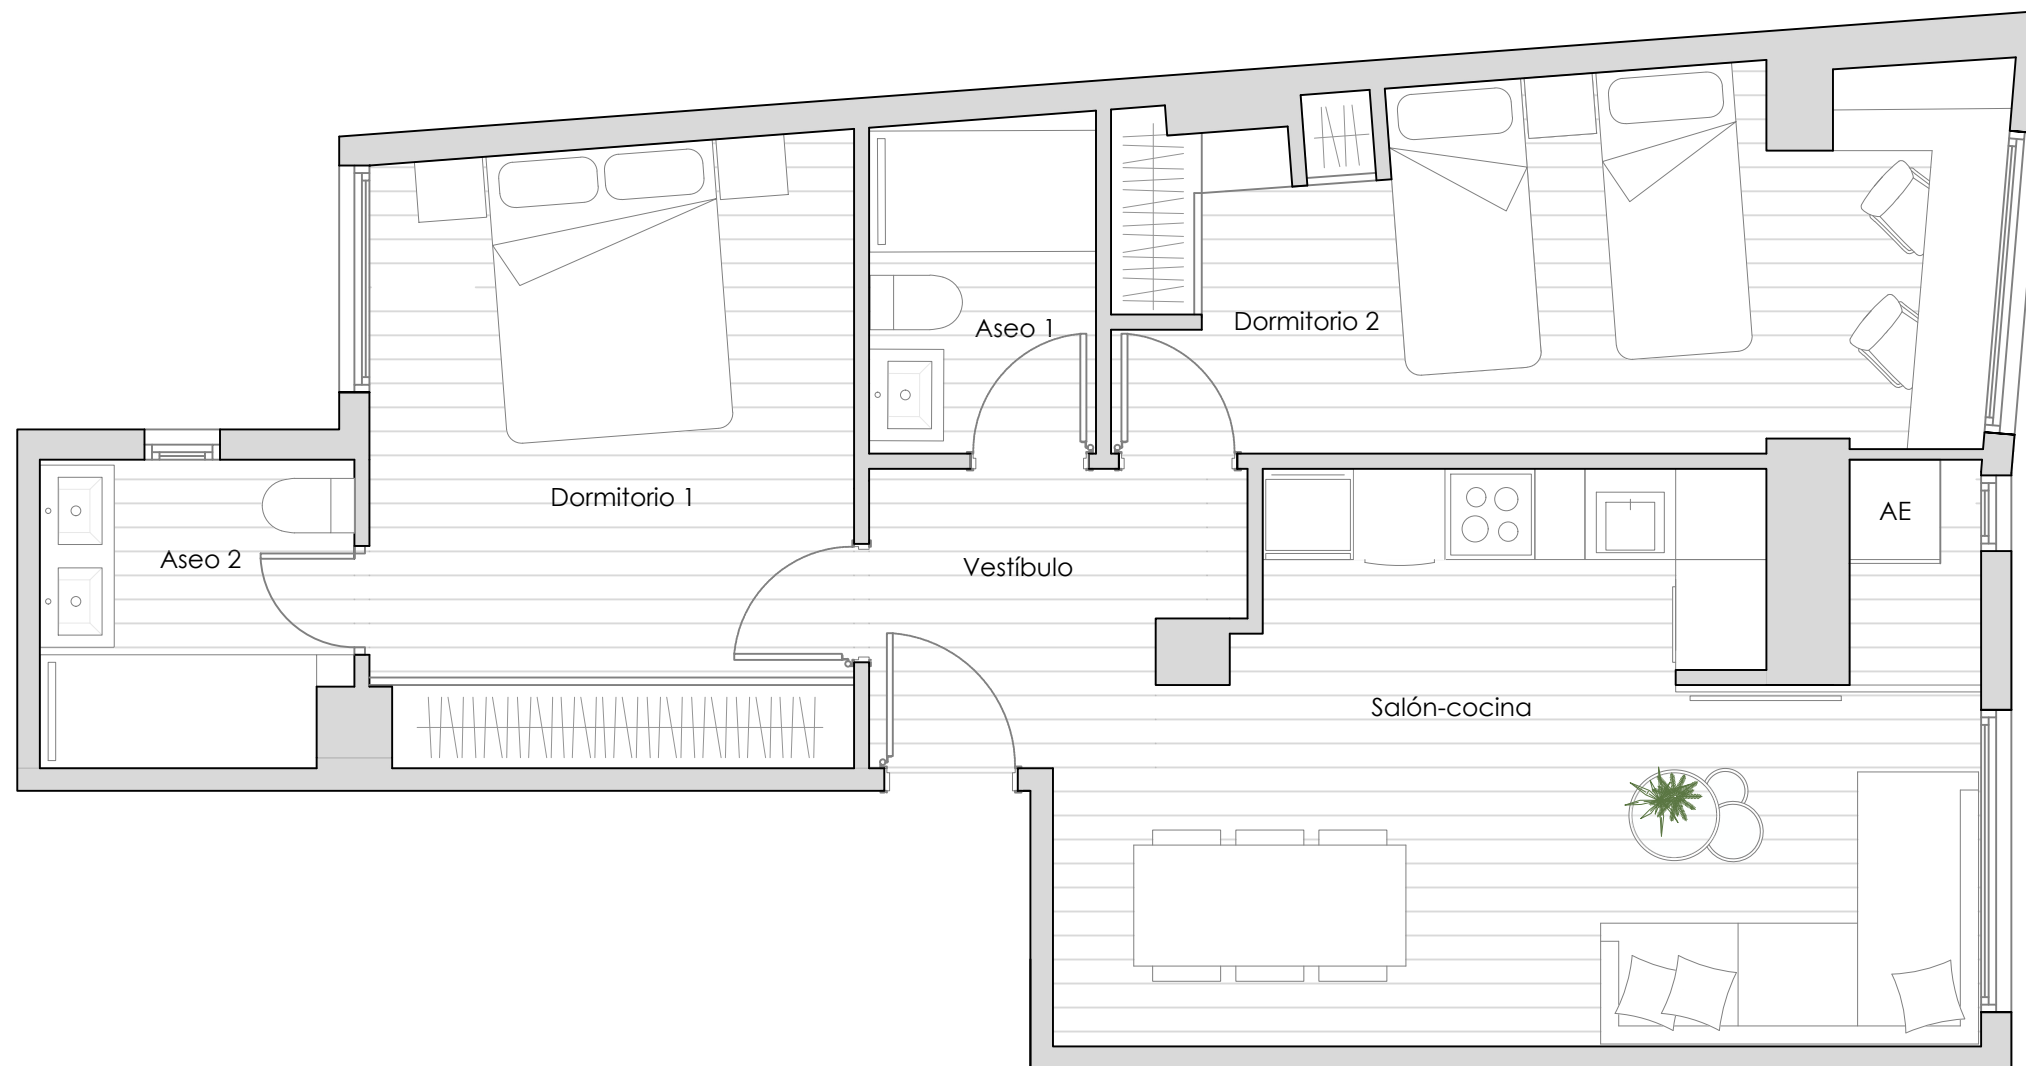 Aseo 1
Dormitorio 2
Dormitorio 1
AE
Aseo 2
Vestíbulo
Salón-cocina